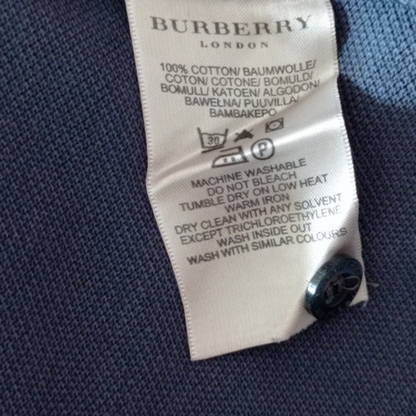 BURBERRY
LONDON
100% COTTON/ BAUMWOLLE/
COTON/ COTONE/ BOMULD/
BOMULL/ KATOEN/ ALGODON/
BAWEŁNA/ PUUVILLA/
BAMBAKEPO
30
P
MACHINE WASHABLE
DO NOT BLEACH
TUMBLE DRY ON LOW HEAT
WARM IRON
DRY CLEAN WITH ANY SOLVENT
EXCEPT TRICHLOROETHYLENE
WASH INSIDE OUT
WASH WITH SIMILAR COLOURS